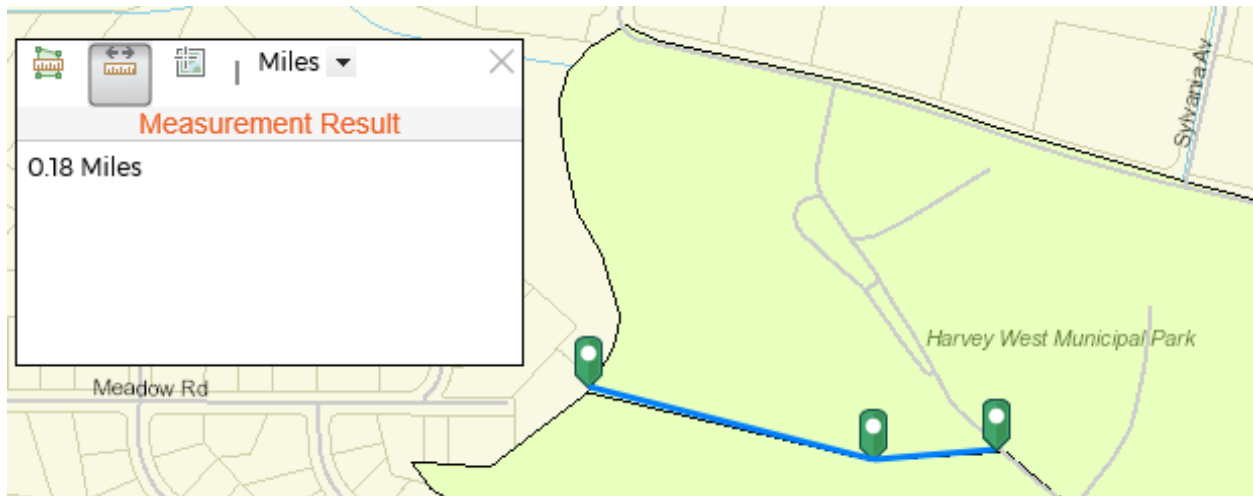 Miles
Measurement Result
0.18 Miles
Sylvania Av
Harvey West Municipal Park
Meadow Rd